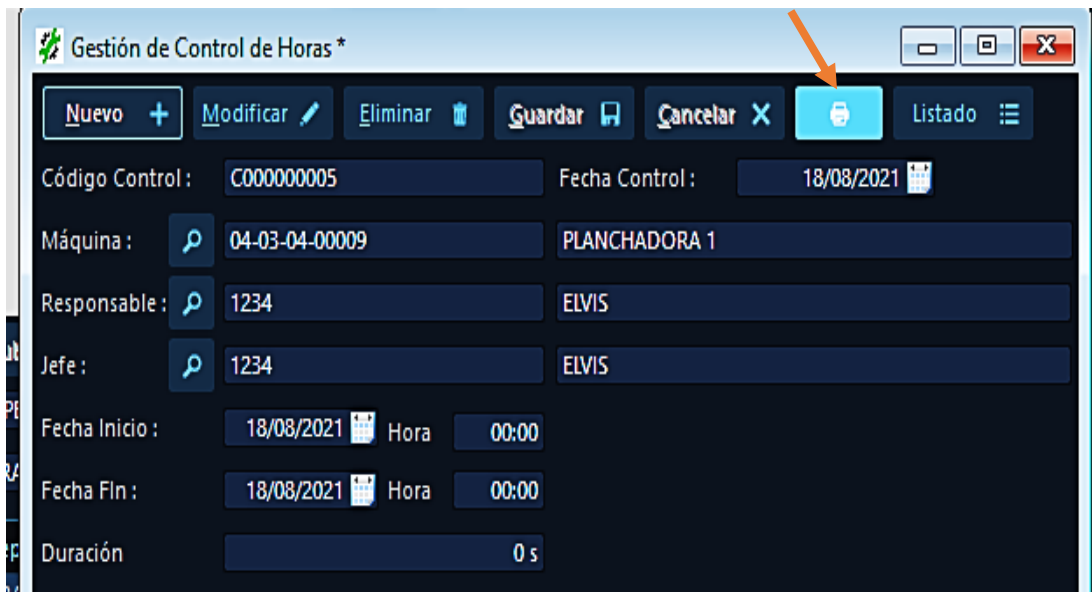 Gestión de Control de Horas *
Nuevo Modificar Eliminar Guardar Cancelar Listado
Código Control : C000000005 Fecha Control : 18/08/2021
Máquina : 04-03-04-00009 PLANCHADORA 1
Responsable : 1234 ELVIS
Jefe : 1234 ELVIS
Fecha Inicio : 18/08/2021 Hora 00:00
Fecha FIn : 18/08/2021 Hora 00:00
Duración 0 s